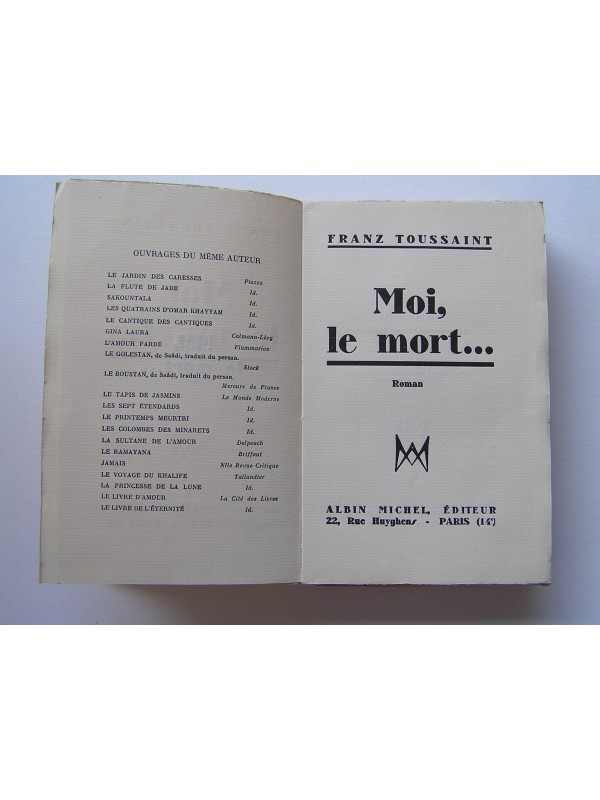 OUVRAGES DU MÊME AUTEUR
LE JARDIN DES CARESSES Piazza
LA FLUTE DE JADE Id.
SAKOUNTALA Id.
LES QUATRAINS D'OMAR KHAYYAM Id.
LE CANTIQUE DES CANTIQUES Id.
GINA LAURA Calmann-Lévy
L'AMOUR FARDÉ Flammarion
LE GOLESTAN, de Saâdi, traduit du persan.
Stock
LE BOUSTAN, de Saâdi, traduit du persan.
Mercure de France
LE TAPIS DE JASMINS Le Monde Moderne
LES SEPT ÉTENDARDS Id.
LE PRINTEMPS MEURTRI Id.
LES COLOMBES DES MINARETS Id.
LA SULTANE DE L'AMOUR Delpeuch
LE RAMAYANA Briffaut
JAMAIS Nlle Revue Critique
LE VOYAGE DU KHALIFE Tallandier
LA PRINCESSE DE LA LUNE Id.
LE LIVRE D'AMOUR La Cité des Livres
LE LIVRE DE L'ÉTERNITÉ Id.
FRANZ TOUSSAINT
Moi,
le mort...
Roman
ALBIN MICHEL, ÉDITEUR
22, Rue Huyghens - PARIS (14e)